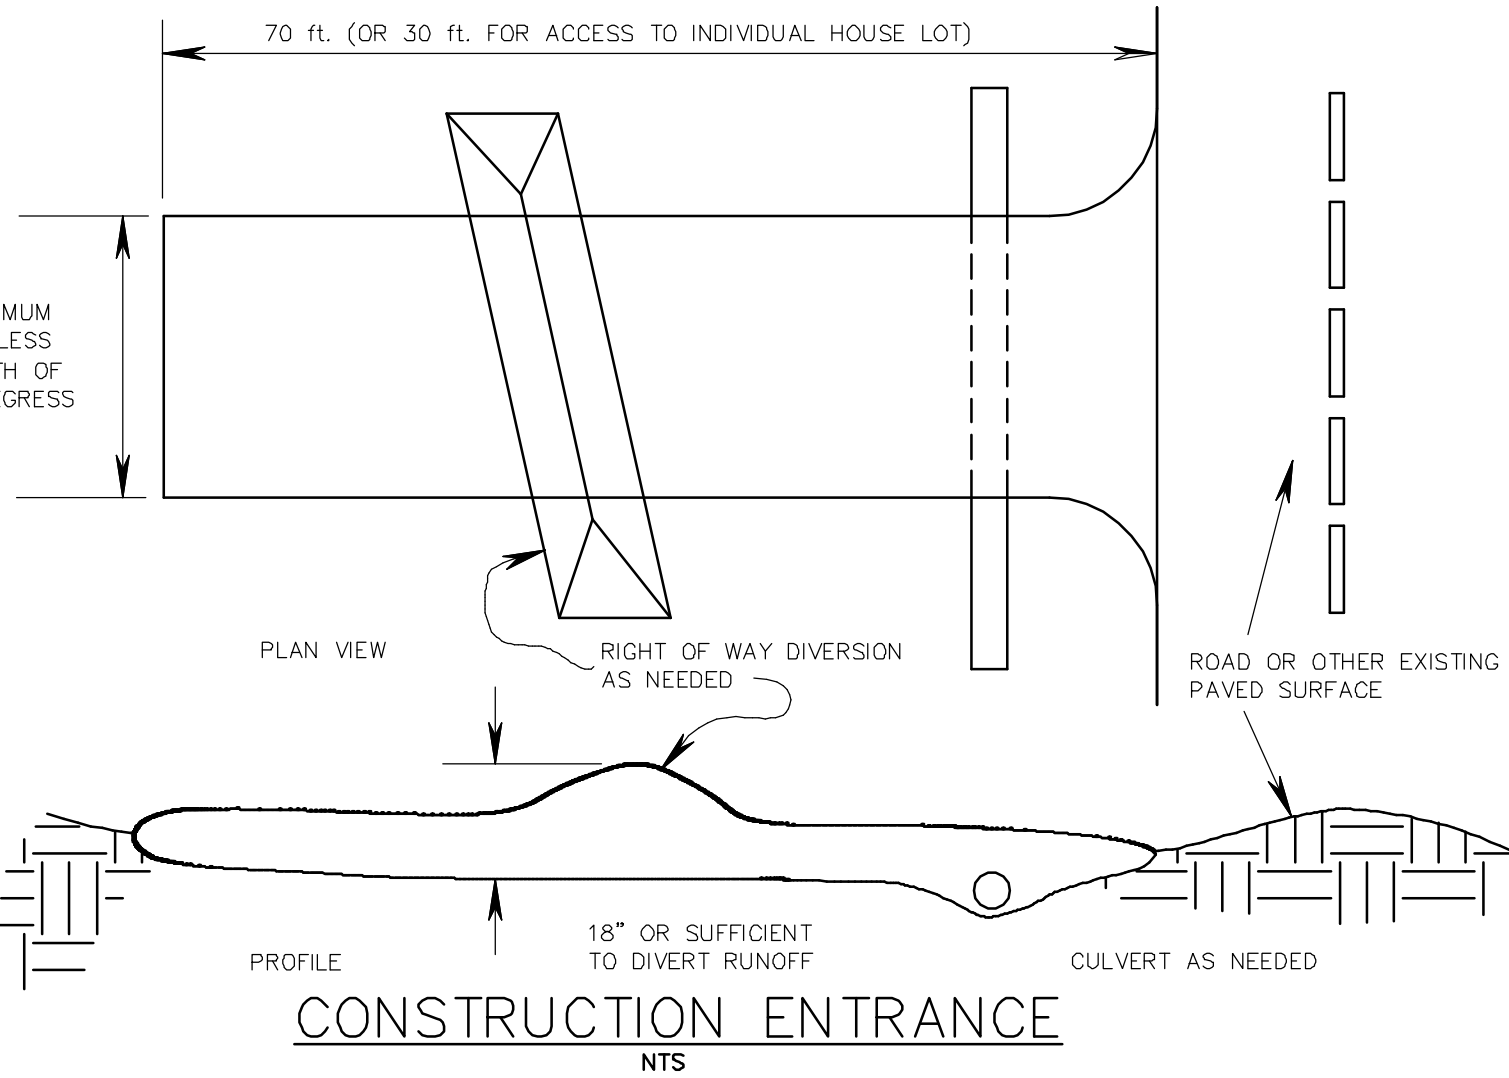 70 ft. (OR 30 ft. FOR ACCESS TO INDIVIDUAL HOUSE LOT)
OF
PLAN VIEW
RIGHT OF WAY DIVERSION
AS NEEDED
ROAD OR OTHER EXISTING
PAVED SURFACE
18" OR SUFFICIENT
TO DIVERT RUNOFF
PROFILE
CULVERT AS NEEDED
CONSTRUCTION ENTRANCE
NTS